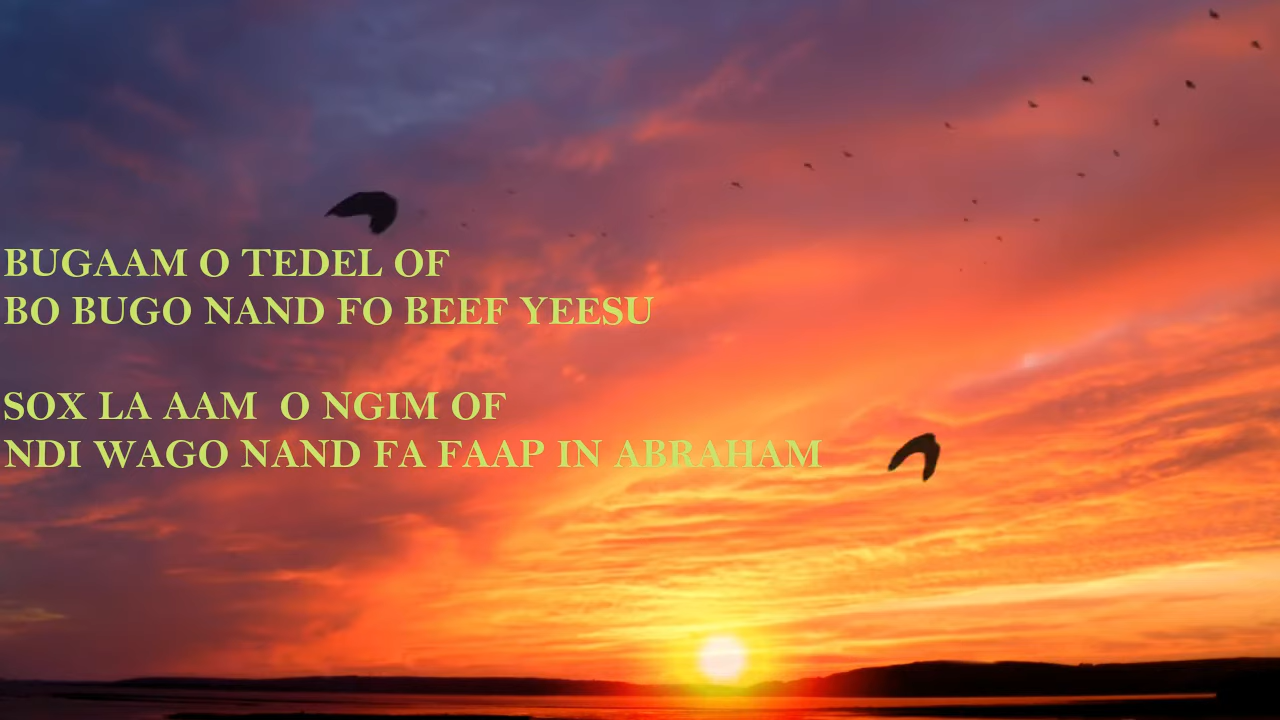 BUGAAM O TEDEL OF
BO BUGO NAND FO BEEF YEESU
SOX LA AAM O NGIM OF
NDI WAGO NAND FA FAAP IN ABRAHAM